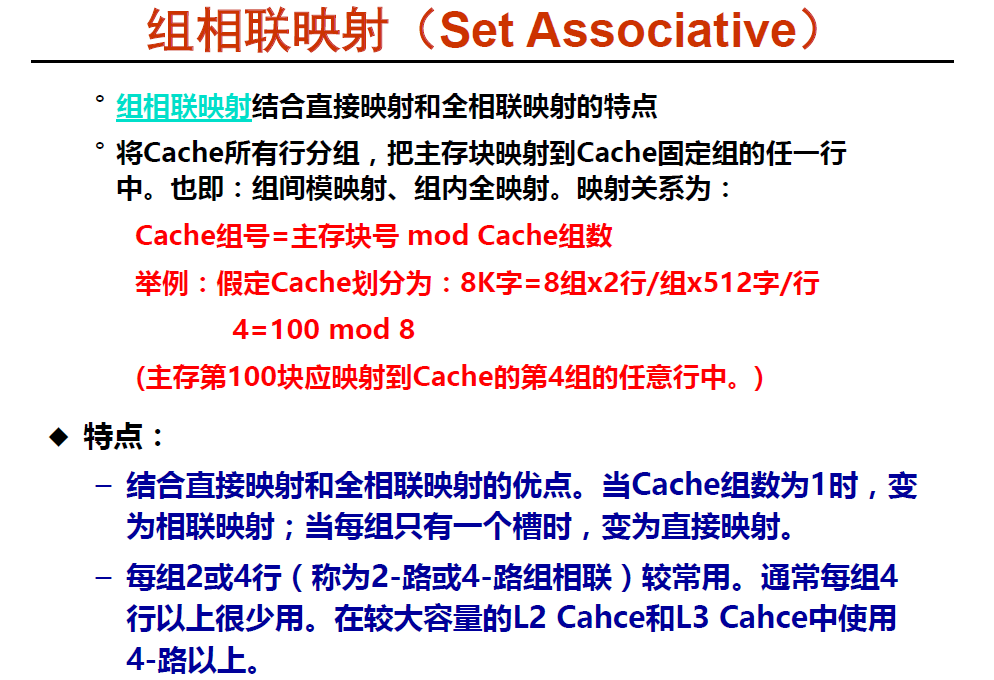 组相联映射（Set Associative）
° 组相联映射结合直接映射和全相联映射的特点
° 将Cache所有行分组，把主存块映射到Cache固定组的任一行
中。也即：组间模映射、组内全映射。映射关系为：
Cache组号=主存块号 mod Cache组数
举例：假定Cache划分为：8K字=8组x2行/组x512字/行
4=100 mod 8
(主存第100块应映射到Cache的第4组的任意行中。)
◆ 特点：
– 结合直接映射和全相联映射的优点。当Cache组数为1时，变
为相联映射；当每组只有一个槽时，变为直接映射。
– 每组2或4行（称为2-路或4-路组相联）较常用。通常每组4
行以上很少用。在较大容量的L2 Cahce和L3 Cahce中使用
4-路以上。